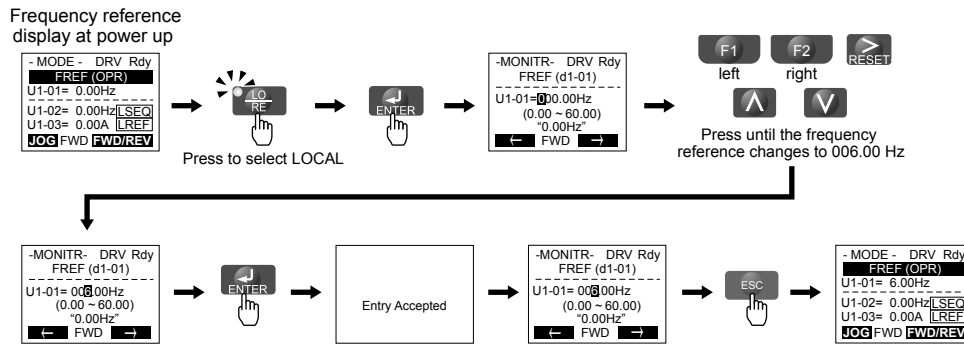 Frequency reference
display at power up
- MODE - DRV Rdy
FREF (OPR)
U1-01= 0.00Hz
U1-02= 0.00Hz LSEQ
U1-03= 0.00A LREF
JOG FWD FWD/REV
LO
RE
Press to select LOCAL
ENTER
-MONITR- DRV Rdy
FREF (d1-01)
U1-01=000.00Hz
(0.00 ~ 60.00)
“0.00Hz”
← FWD →
F1
left
F2
right
> RESET
∧ ∨
Press until the frequency
reference changes to 006.00 Hz
-MONITR- DRV Rdy
FREF (d1-01)
U1-01= 006.00Hz
(0.00 ~ 60.00)
“0.00Hz”
← FWD →
ENTER
Entry Accepted
-MONITR- DRV Rdy
FREF (d1-01)
U1-01= 006.00Hz
(0.00 ~ 60.00)
“0.00Hz”
← FWD →
ESC
- MODE - DRV Rdy
FREF (OPR)
U1-01= 6.00Hz
U1-02= 0.00Hz LSEQ
U1-03= 0.00A LREF
JOG FWD FWD/REV